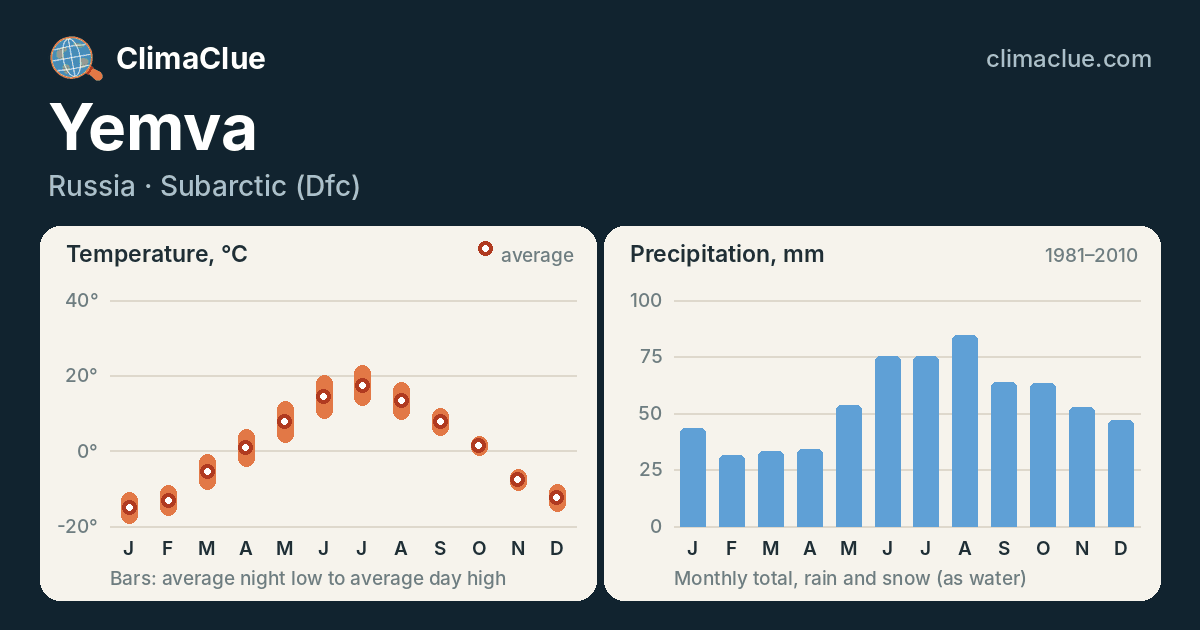 ClimaClue
climaclue.com
Yemva
Russia · Subarctic (Dfc)
Temperature, °C
average
40°
20°
0°
-20°
J F M A M J J A S O N D
Bars: average night low to average day high
Precipitation, mm
1981–2010
100
75
50
25
0
J F M A M J J A S O N D
Monthly total, rain and snow (as water)